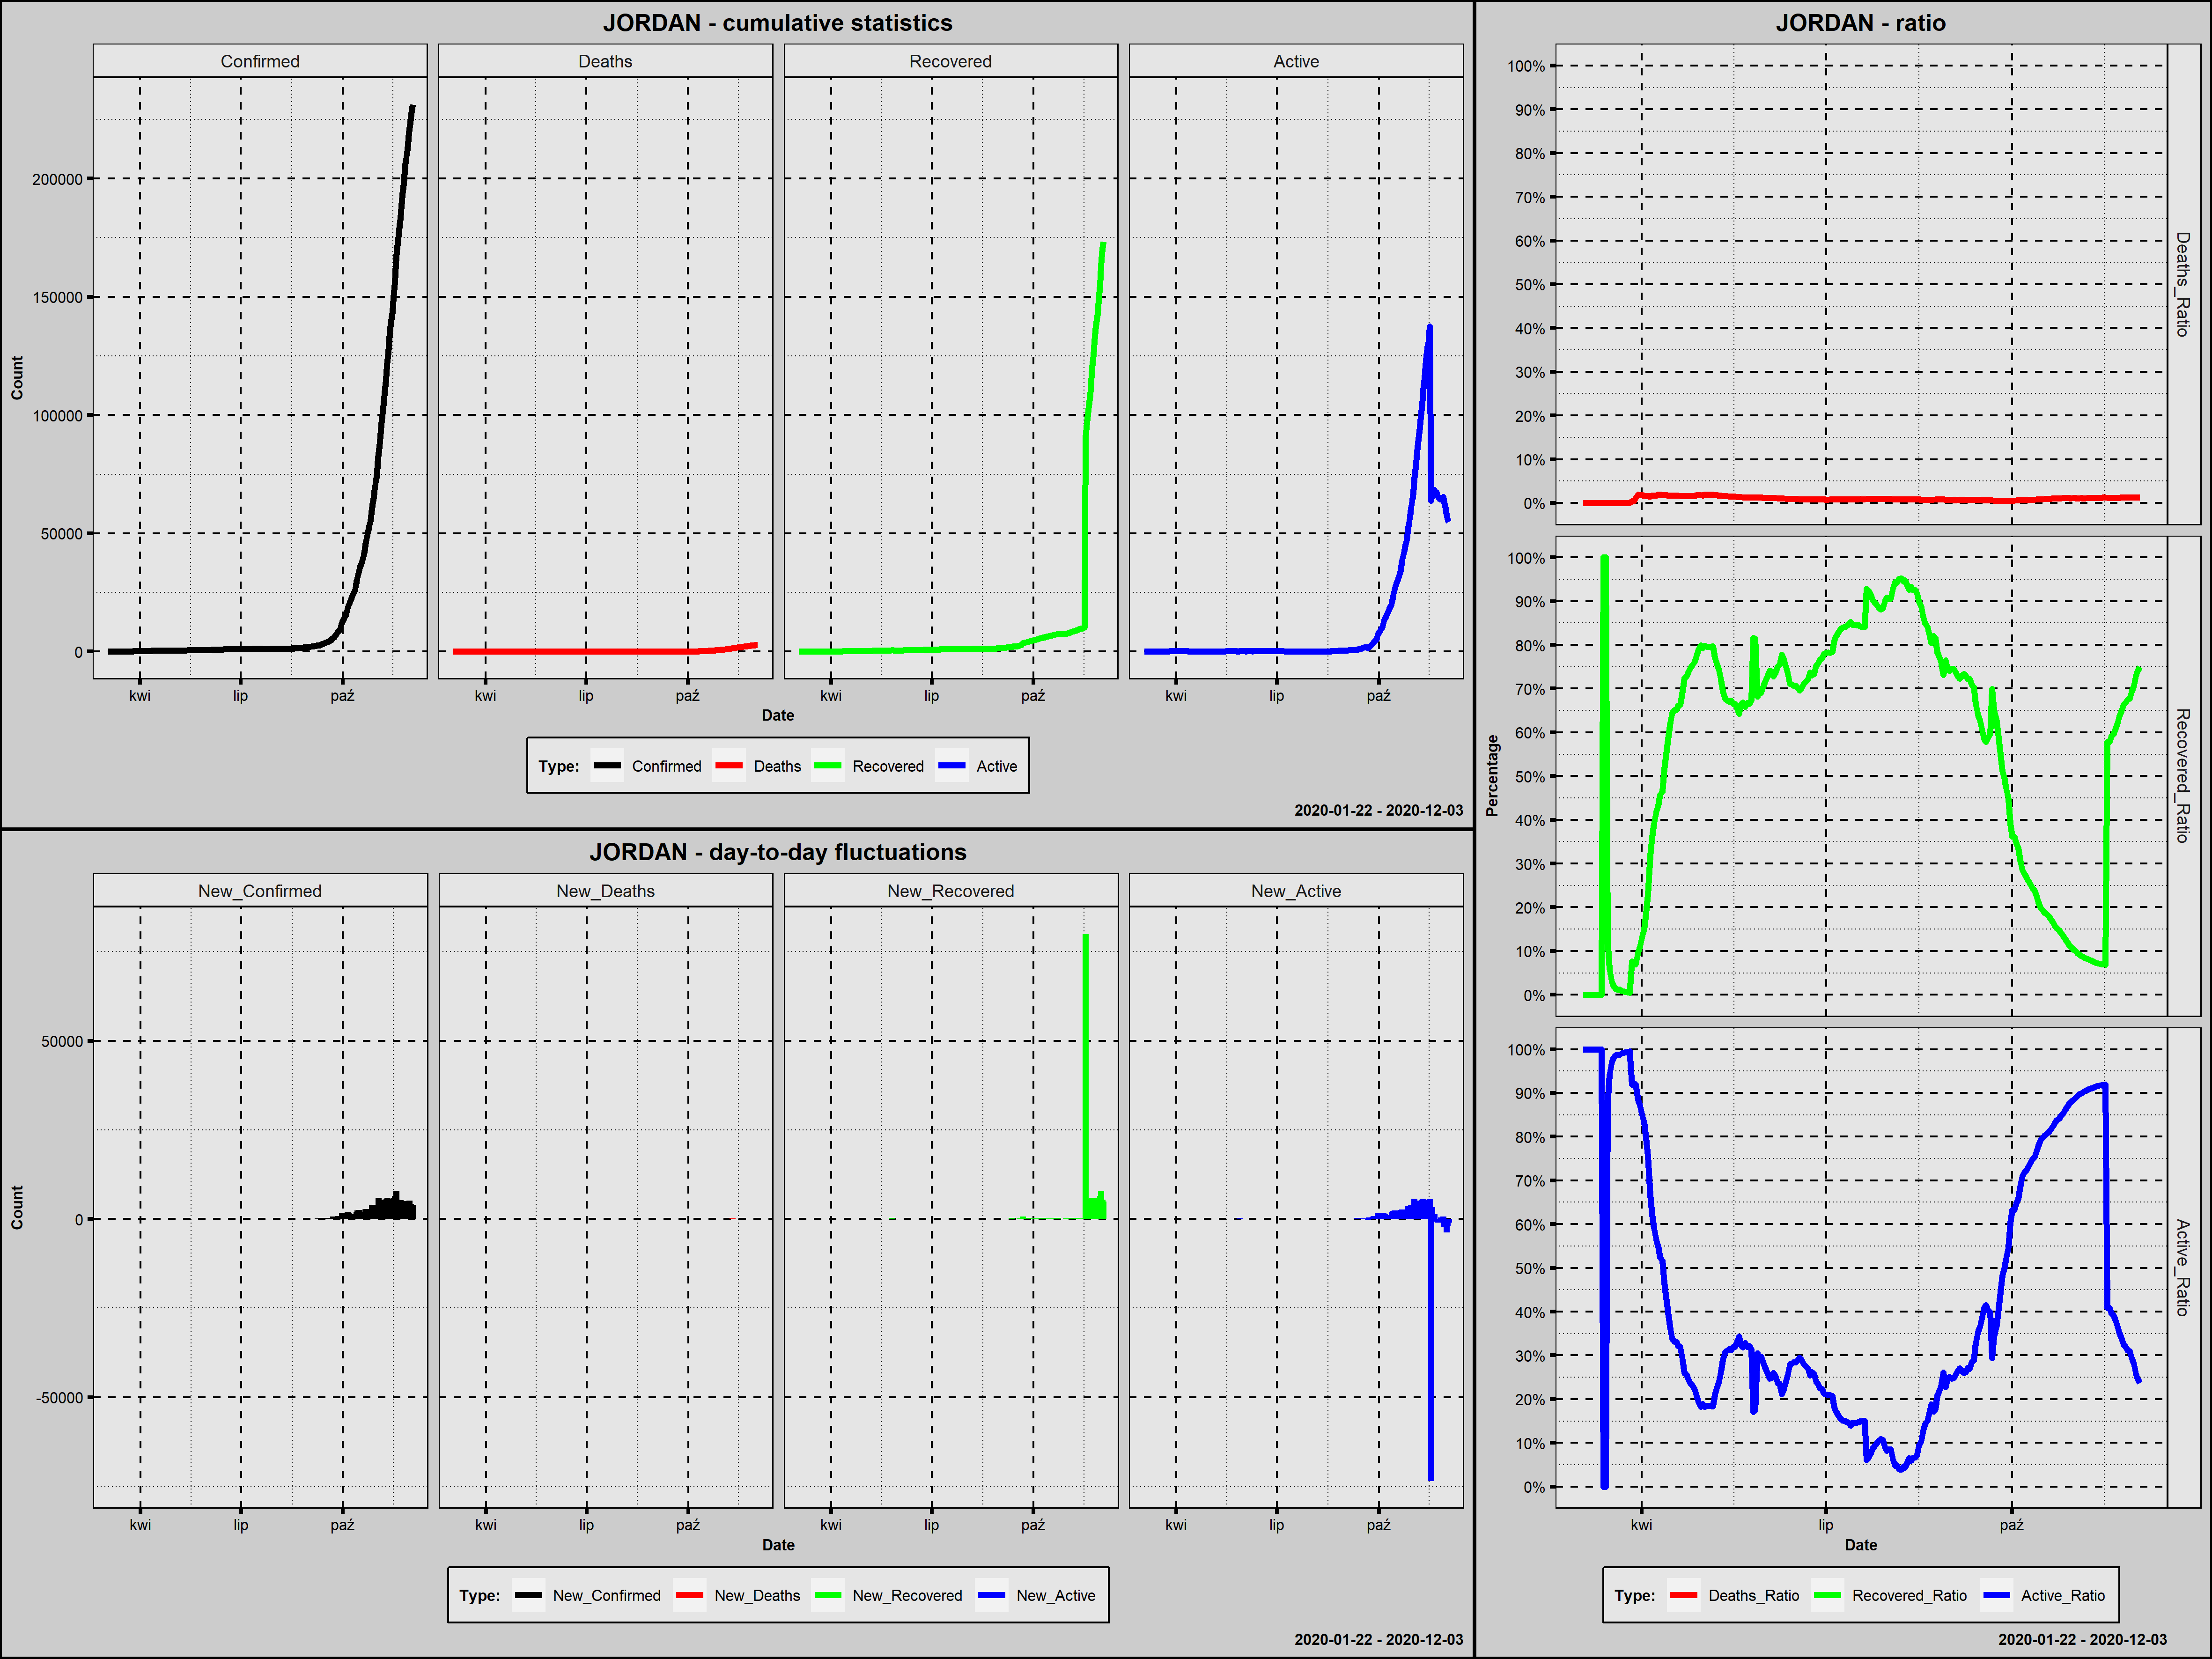 JORDAN - cumulative statistics
Confirmed Deaths Recovered Active
Count
200000
150000
100000
50000
0
kwi lip paź kwi lip paź kwi lip paź kwi lip paź
Date
Type: Confirmed Deaths Recovered Active
2020-01-22 - 2020-12-03
JORDAN - day-to-day fluctuations
New_Confirmed New_Deaths New_Recovered New_Active
Count
50000
0
-50000
kwi lip paź kwi lip paź kwi lip paź kwi lip paź
Date
Type: New_Confirmed New_Deaths New_Recovered New_Active
2020-01-22 - 2020-12-03
JORDAN - ratio
Percentage
100%
90%
80%
70%
60%
50%
40%
30%
20%
10%
0%
Deaths_Ratio
100%
90%
80%
70%
60%
50%
40%
30%
20%
10%
0%
Recovered_Ratio
100%
90%
80%
70%
60%
50%
40%
30%
20%
10%
0%
Active_Ratio
kwi lip paź
Date
Type: Deaths_Ratio Recovered_Ratio Active_Ratio
2020-01-22 - 2020-12-03